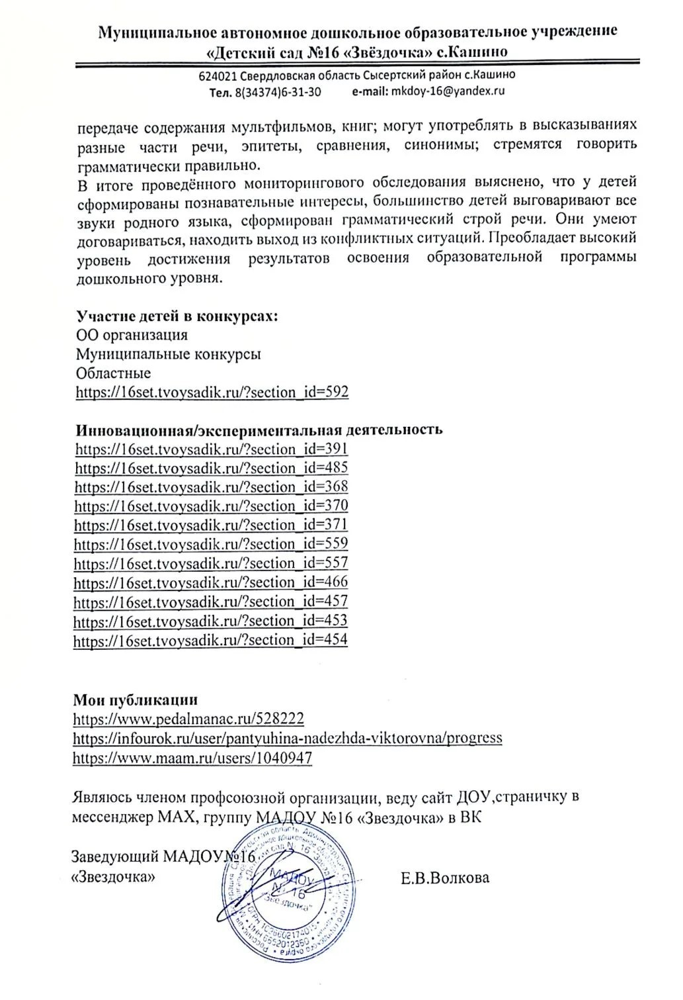 Муниципальное автономное дошкольное образовательное учреждение
«Детский сад №16 «Звёздочка» с.Кашино
624021 Свердловская область Сысертский район с.Кашино
Тел. 8(34374)6-31-30 e-mail: mkdoy-16@yandex.ru
передаче содержания мультфильмов, книг; могут употреблять в высказываниях
разные части речи, эпитеты, сравнения, синонимы; стремятся говорить
грамматически правильно.
В итоге проведённого мониторингового обследования выяснено, что у детей
сформированы познавательные интересы, большинство детей выговаривают все
звуки родного языка, сформирован грамматический строй речи. Они умеют
договариваться, находить выход из конфликтных ситуаций. Преобладает высокий
уровень достижения результатов освоения образовательной программы
дошкольного уровня.
Участие детей в конкурсах:
ОО организация
Муниципальные конкурсы
Областные
https://16set.tvoysadik.ru/?section_id=592
Инновационная/экспериментальная деятельность
https://16set.tvoysadik.ru/?section_id=391
https://16set.tvoysadik.ru/?section_id=485
https://16set.tvoysadik.ru/?section_id=368
https://16set.tvoysadik.ru/?section_id=370
https://16set.tvoysadik.ru/?section_id=371
https://16set.tvoysadik.ru/?section_id=559
https://16set.tvoysadik.ru/?section_id=557
https://16set.tvoysadik.ru/?section_id=466
https://16set.tvoysadik.ru/?section_id=457
https://16set.tvoysadik.ru/?section_id=453
https://16set.tvoysadik.ru/?section_id=454
Мои публикации
https://www.pedalmanac.ru/528222
https://infourok.ru/user/pantyuhina-nadezhda-viktorovna/progress
https://www.maam.ru/users/1040947
Являюсь членом профсоюзной организации, веду сайт ДОУ,страничку в
мессенджер МАХ, группу МАДОУ №16 «Звездочка» в ВК
Заведующий МАДОУ№16
«Звездочка» Е.В.Волкова
МАДОУ
№ 16
"Звездочка"